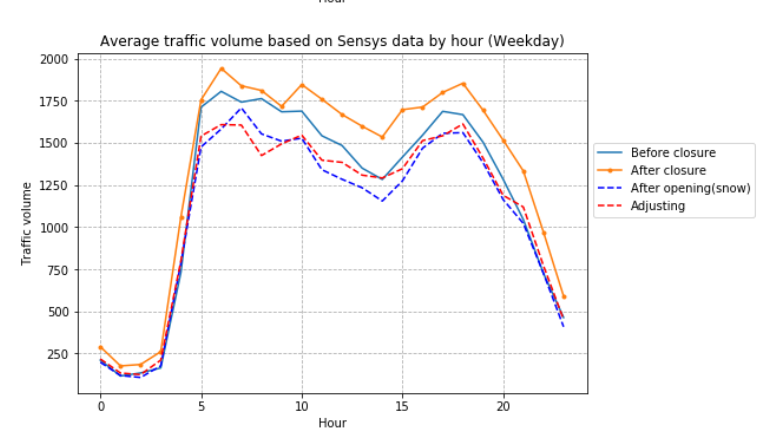 Hour
Average traffic volume based on Sensys data by hour (Weekday)
2000
1750
1500
1250
1000
750
500
250
Traffic volume
0 5 10 15 20
Hour
Before closure
After closure
After opening(snow)
Adjusting